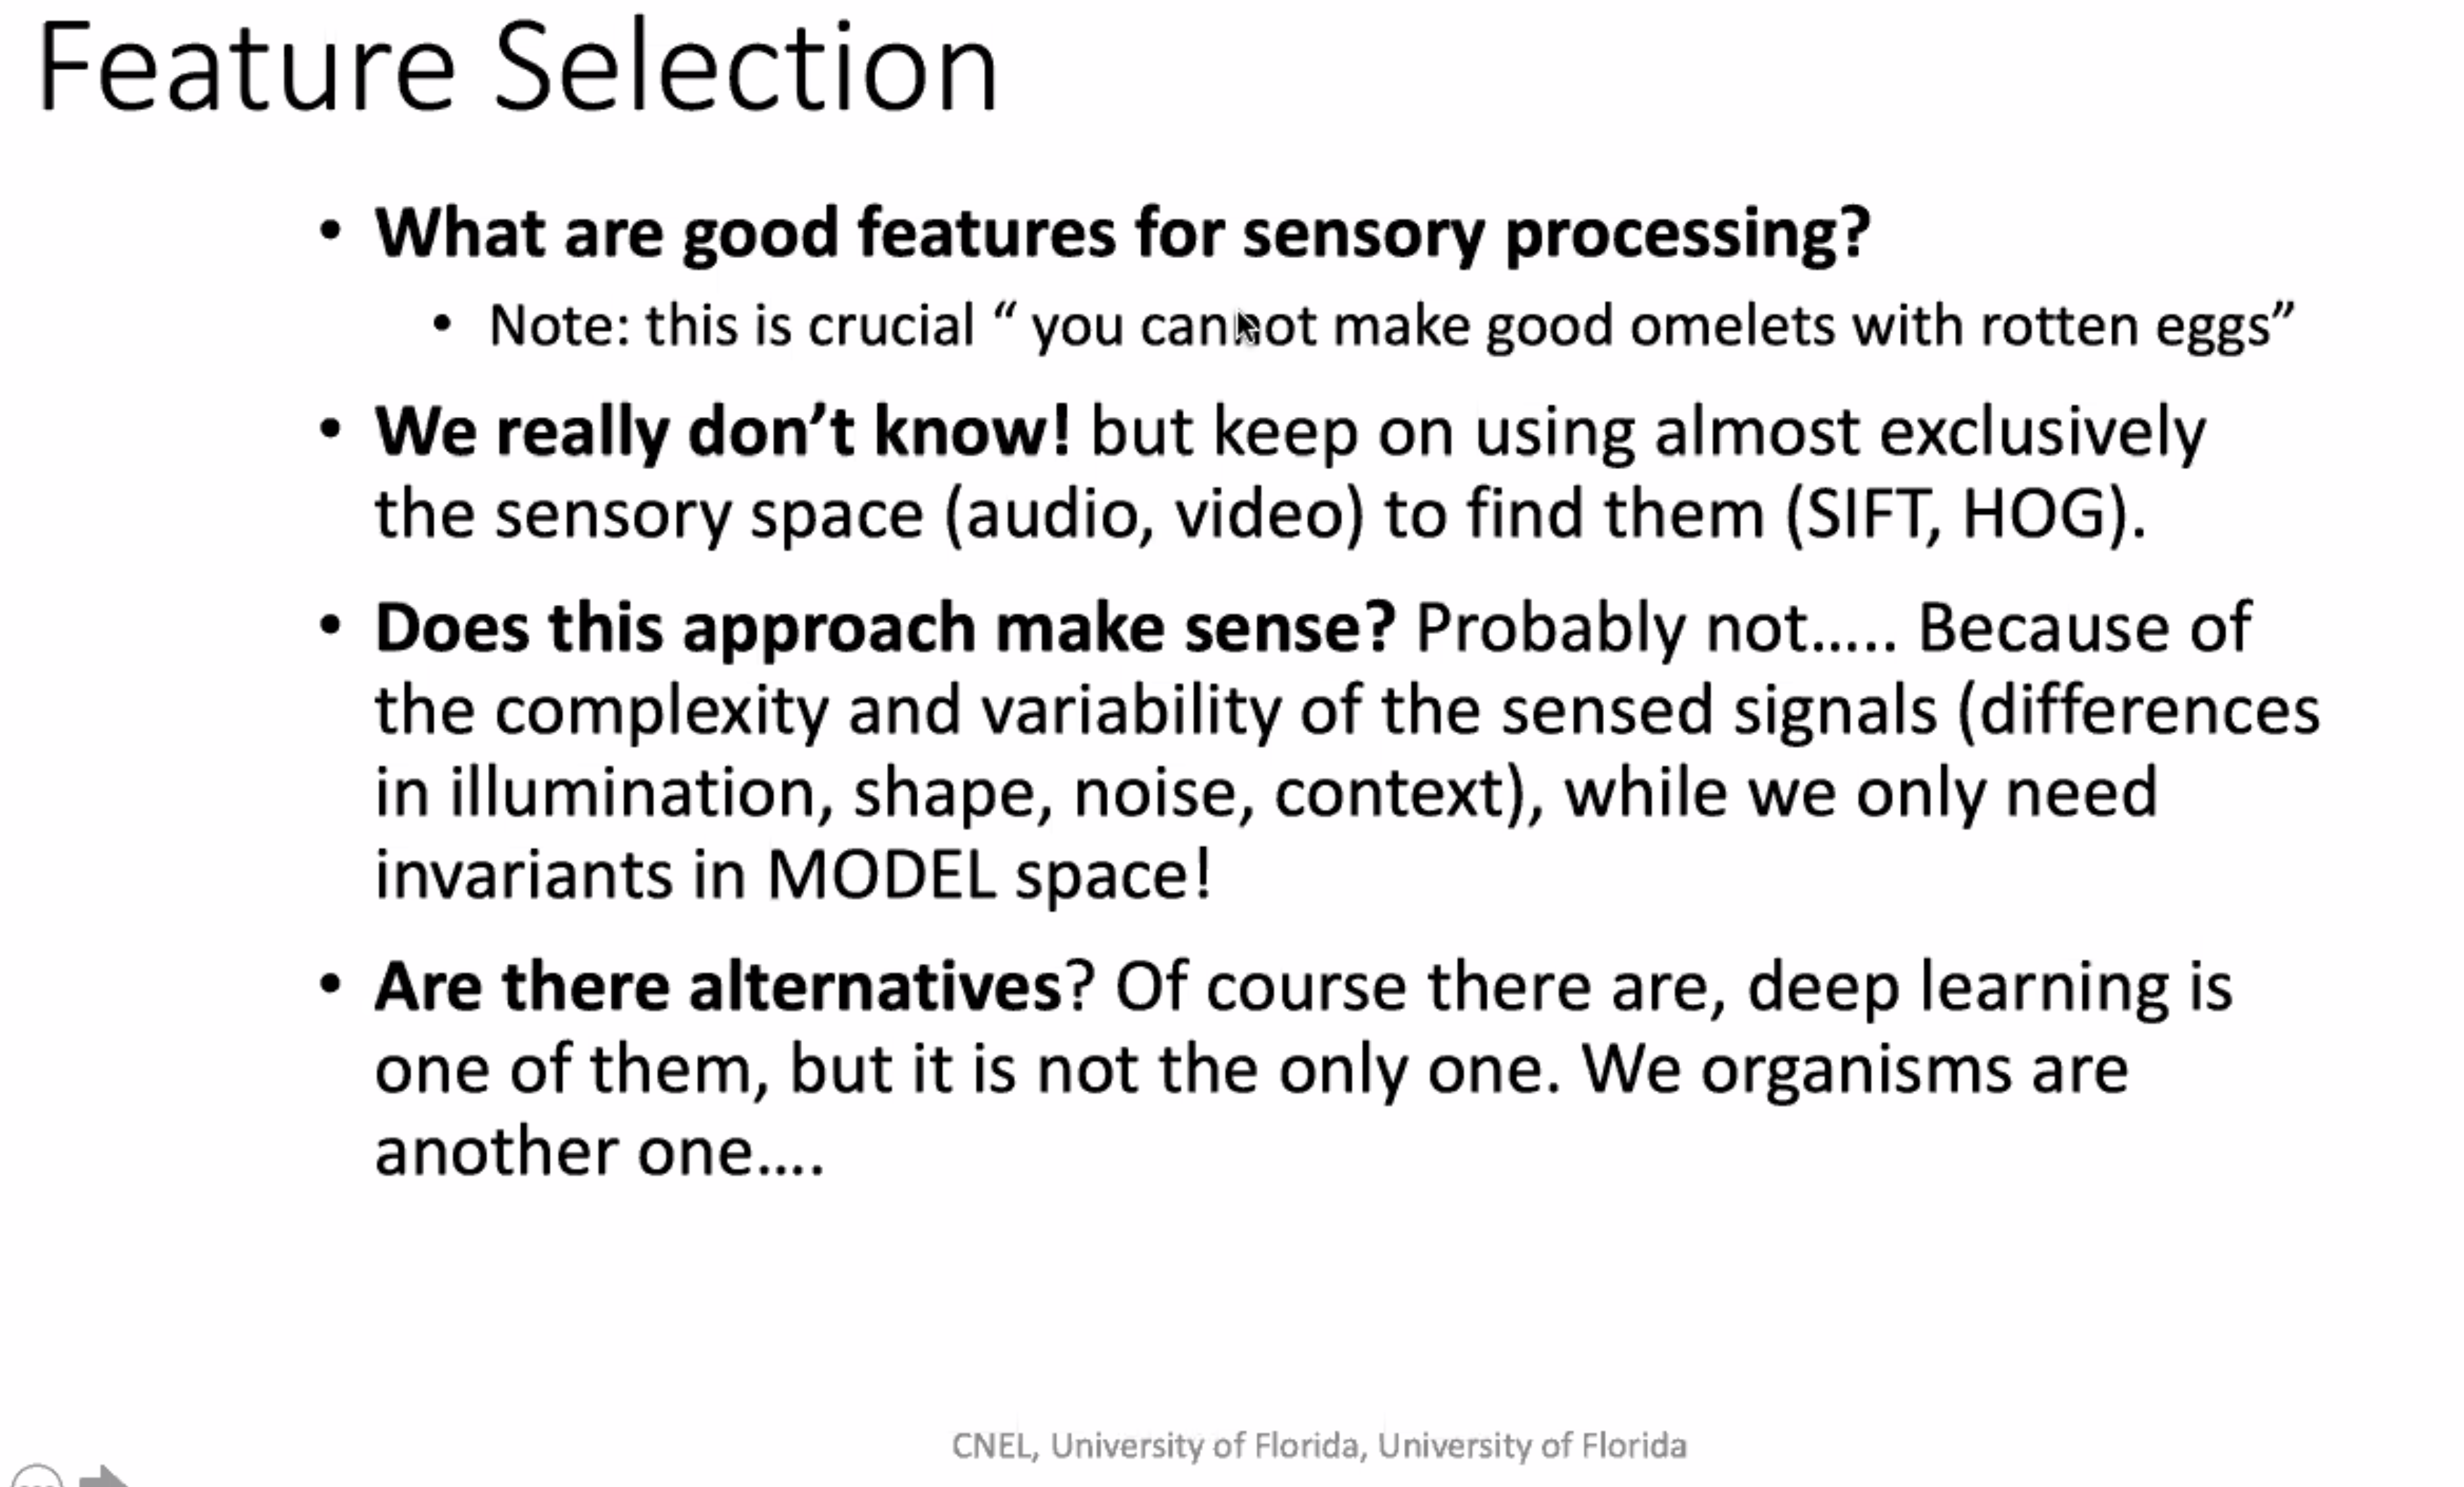 Feature Selection
• What are good features for sensory processing?
• Note: this is crucial “ you cannot make good omelets with rotten eggs”
• We really don’t know! but keep on using almost exclusively
the sensory space (audio, video) to find them (SIFT, HOG).
• Does this approach make sense? Probably not..... Because of
the complexity and variability of the sensed signals (differences
in illumination, shape, noise, context), while we only need
invariants in MODEL space!
• Are there alternatives? Of course there are, deep learning is
one of them, but it is not the only one. We organisms are
another one....
CNEL, University of Florida, University of Florida